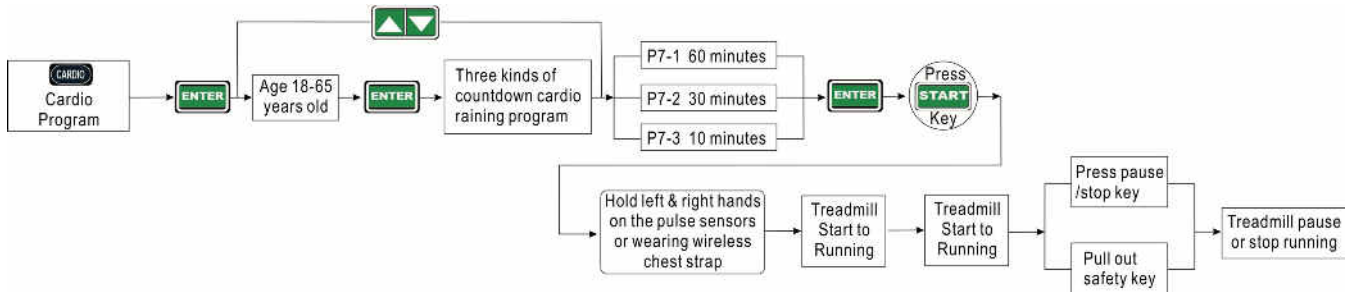 CARDIO
Cardio
Program
ENTER
Age 18-65
years old
ENTER
Three kinds of
countdown cardio
raining program
P7-1 60 minutes
P7-2 30 minutes
P7-3 10 minutes
ENTER
Press
START
Key
Hold left & right hands
on the pulse sensors
or wearing wireless
chest strap
Treadmill
Start to
Running
Treadmill
Start to
Running
Press pause
/stop key
Pull out
safety key
Treadmill pause
or stop running